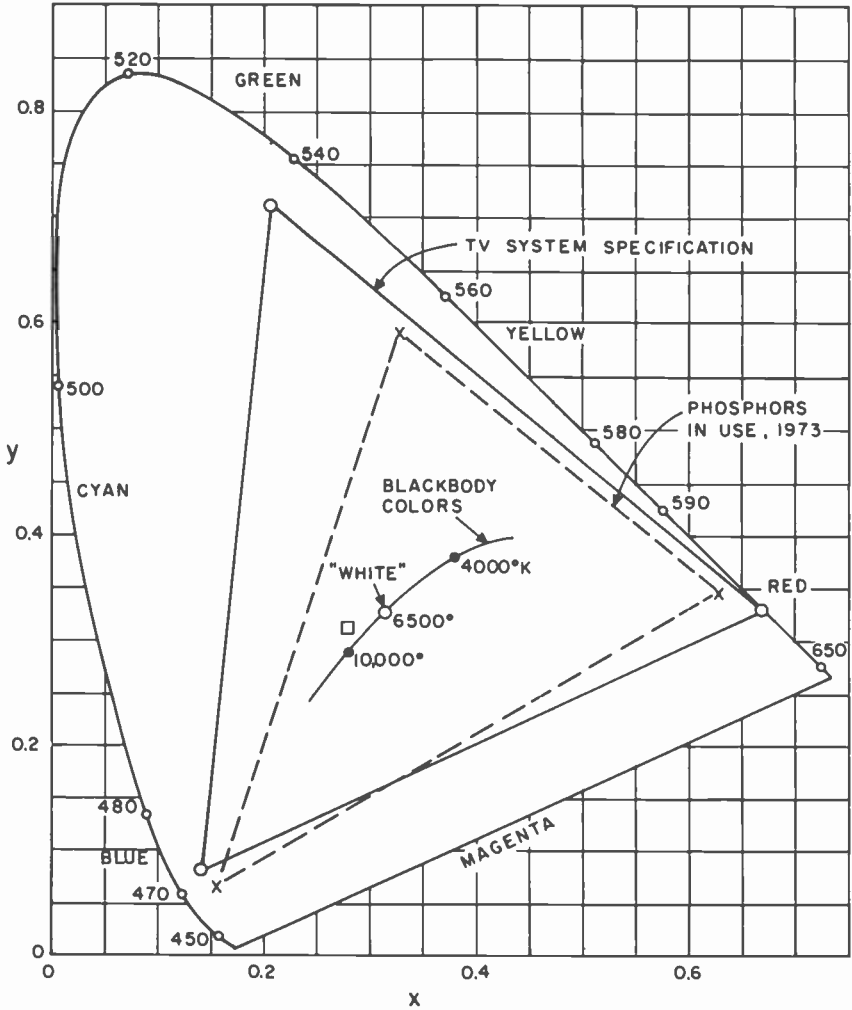 520
GREEN
0.8
540
TV SYSTEM SPECIFICATION
560
0.6
YELLOW
500
PHOSPHORS
IN USE, 1973
580
y
CYAN
BLACKBODY
COLORS
590
0.4
4000°K
"WHITE"
RED
6500°
650
10,000°
0.2
480
MAGENTA
BLUE
470
450
0
0
0.2
0.4
0.6
x